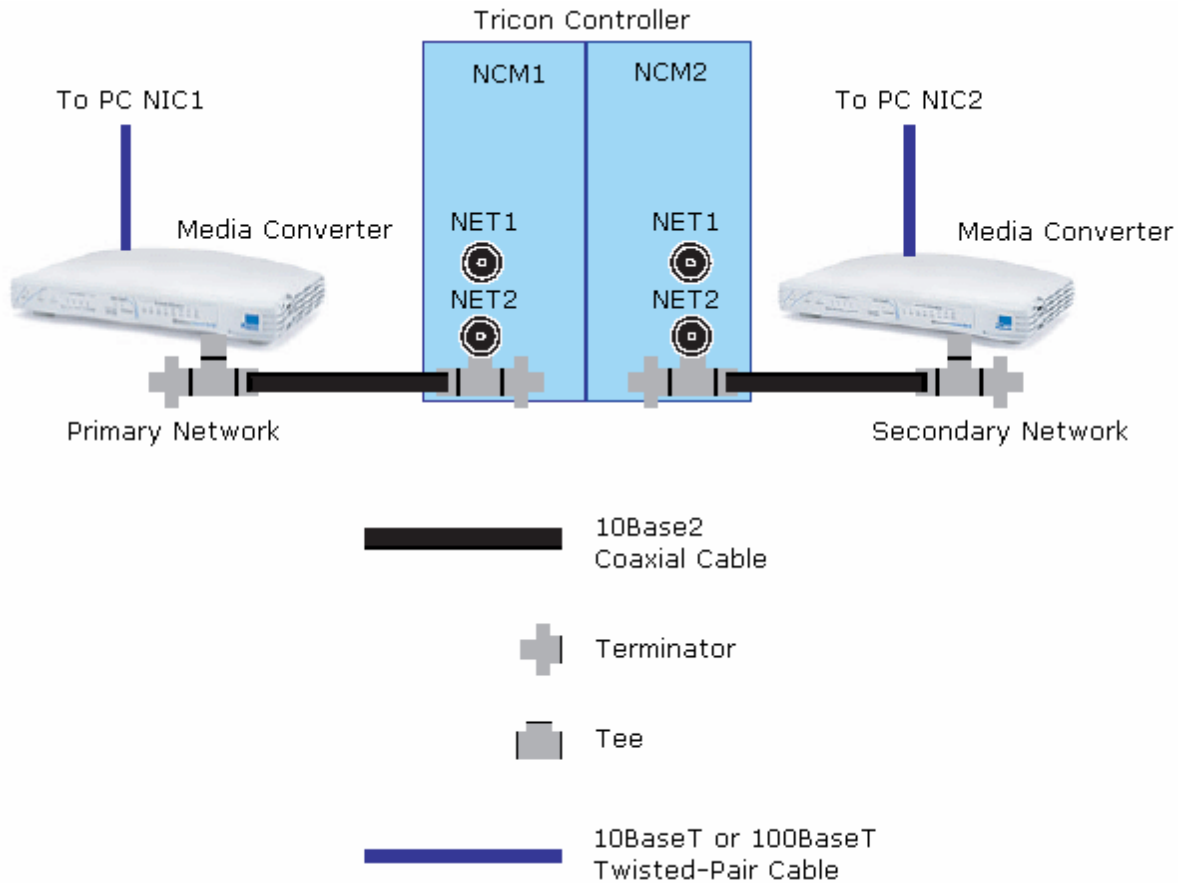 Tricon Controller
NCM1
NCM2
To PC NIC1
To PC NIC2
Media Converter
NET1
NET1
Media Converter
NET2
NET2
Primary Network
Secondary Network
10Base2
Coaxial Cable
Terminator
Tee
10BaseT or 100BaseT
Twisted-Pair Cable